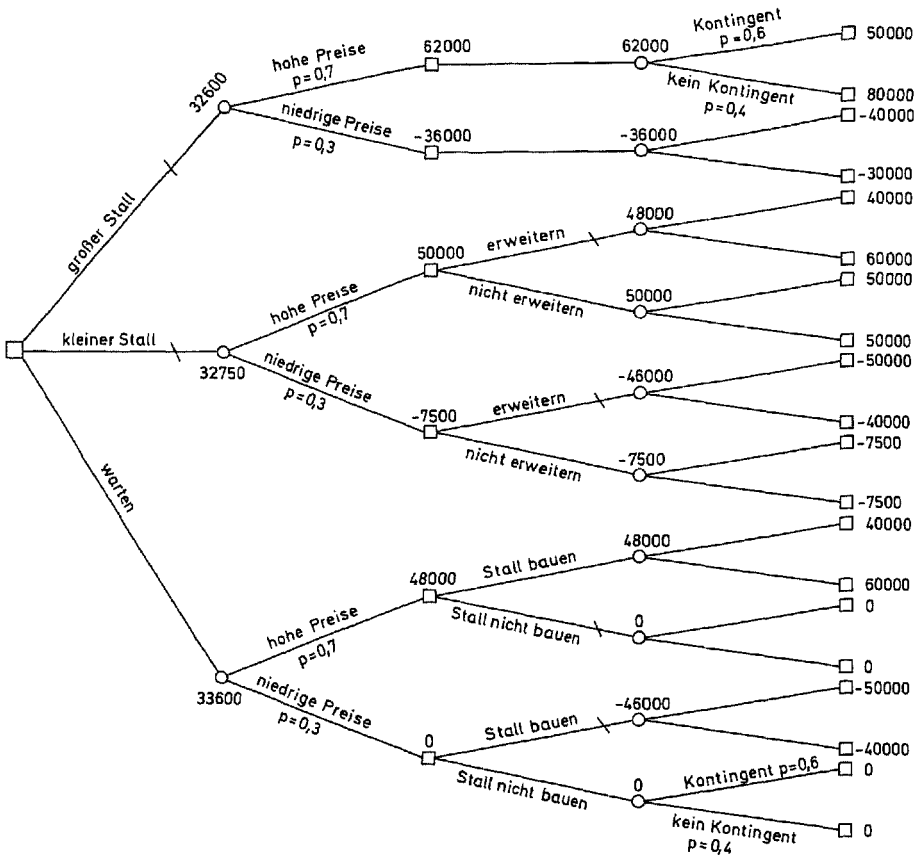 Kontingent
p=0,6
50000
62000
62000
hohe Preise
p=0,7
kein Kontingent
p=0,4
80000
32600
niedrige Preise
p=0,3
-36000
-36000
-40000
-30000
großer Stall
40000
48000
erweitern
60000
50000
nicht erweitern
50000
50000
hohe Preise
p=0,7
50000
kleiner Stall
32750
niedrige Preise
p=0,3
-50000
-46000
erweitern
-7500
-40000
nicht erweitern
-7500
-7500
-7500
warten
40000
48000
Stall bauen
48000
60000
Stall nicht bauen
0
0
hohe Preise
p=0,7
0
33600
niedrige Preise
p=0,3
-50000
-46000
Stall bauen
0
-40000
Stall nicht bauen
0
Kontingent p=0,6
0
kein Kontingent
p=0,4
0